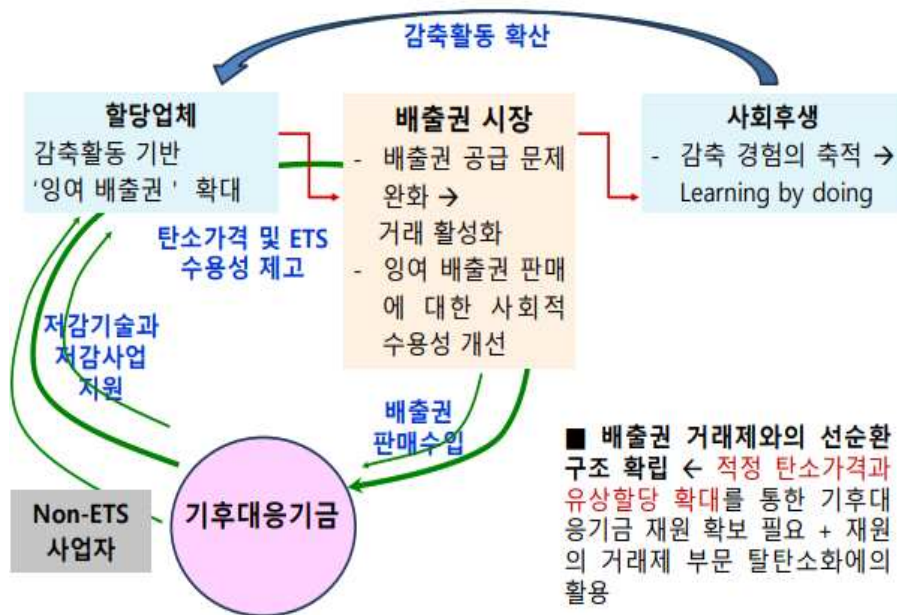 감축활동 확산
할당업체
감축활동 기반
‘잉여 배출권 ’ 확대
배출권 시장
- 배출권 공급 문제
완화 →
거래 활성화
- 잉여 배출권 판매
에 대한 사회적
수용성 개선
사회후생
- 감축 경험의 축적 →
Learning by doing
탄소가격 및 ETS
수용성 제고
저감기술과
저감사업
지원
배출권
판매수입
기후대응기금
Non-ETS
사업자
■ 배출권 거래제와의 선순환
구조 확립 ← 적정 탄소가격과
유상할당 확대를 통한 기후대
응기금 재원 확보 필요 + 재원
의 거래제 부문 탈탄소화에의
활용